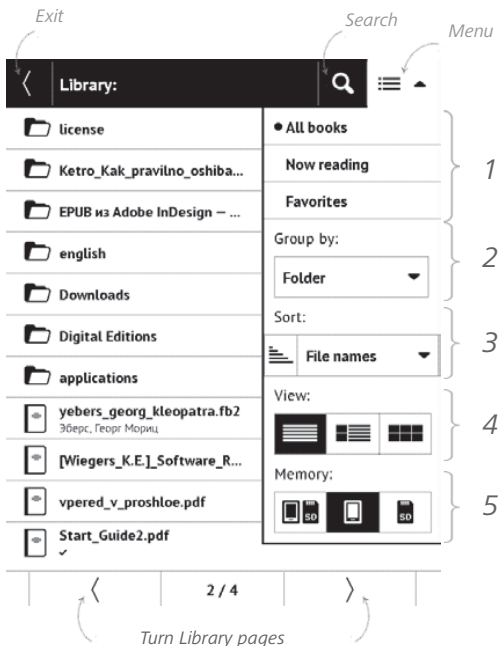 Exit
Search
Menu
Library:
license
Ketro_Kak_pravilno_oshiba...
EPUB из Adobe InDesign — ...
english
Downloads
Digital Editions
applications
yebers_georg_kleopatra.fb2
Эберс, Георг Мориц
[Wiegers_K.E.]_Software_R...
vpered_v_proshloe.pdf
Start_Guide2.pdf
All books
Now reading
Favorites
1
Group by:
Folder
2
Sort:
File names
3
View:
4
Memory:
SD
SD
5
2 / 4
Turn Library pages